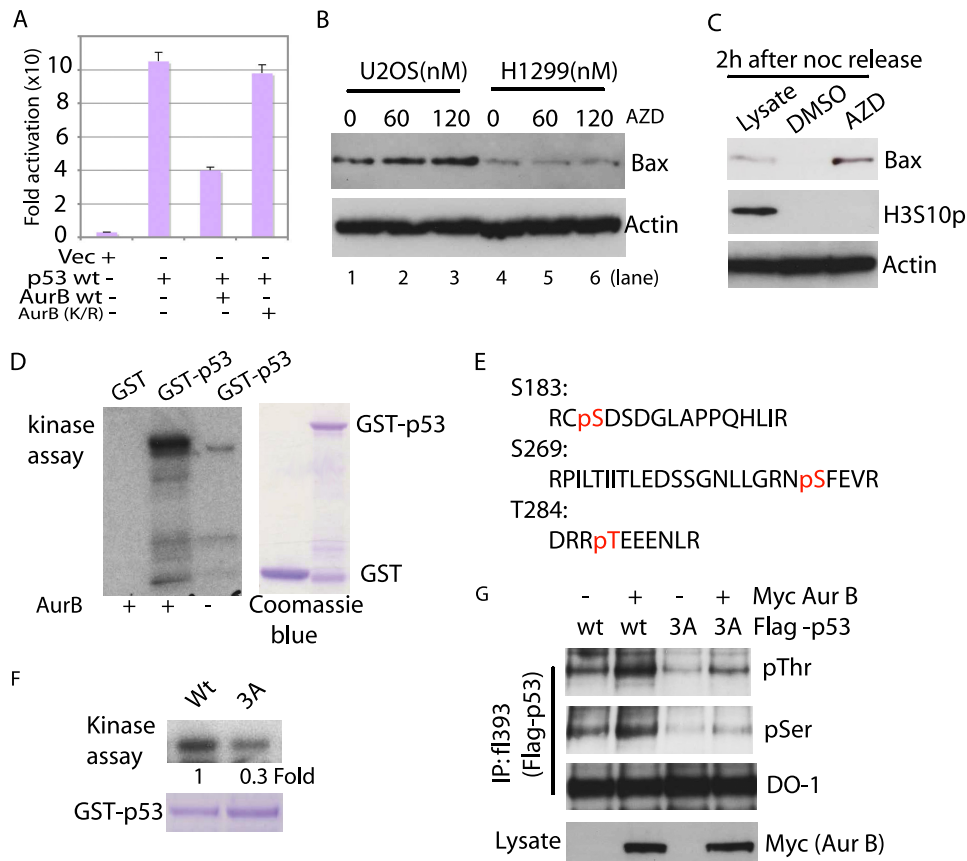 A
Fold activation (x10)
10
8
6
4
2
0
Vec + - - -
p53 wt - + + +
AurB wt - - + -
AurB (K/R) - - - +
B
U2OS(nM) H1299(nM)
0 60 120 0 60 120 AZD
Bax
Actin
1 2 3 4 5 6 (lane)
C
2h after noc release
Lysate DMSO AZD
Bax
H3S10p
Actin
D
GST GST-p53 GST-p53
kinase
assay
GST-p53
GST
AurB + + -
Coomassie
blue
E
S183:
RCpSDSDGLAPPQHLIR
S269:
RPILTIITLEDSSGNLLGRNpSFEVR
T284:
DRRpTEEENLR
F
Wt 3A
Kinase
assay
1 0.3 Fold
GST-p53
G
- + - + Myc Aur B
wt wt 3A 3A Flag -p53
IP: fl393
(Flag-p53)
pThr
pSer
DO-1
Lysate Myc (Aur B)